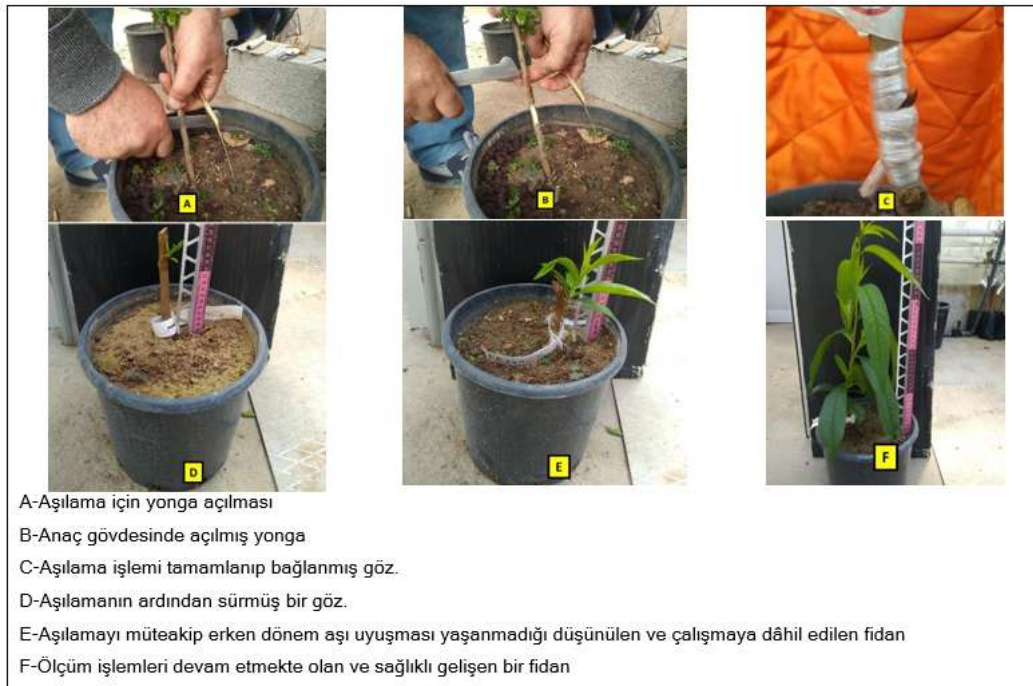 A
B
C
D
E
F
A-Aşılama için yonga açılması
B-Anaç gövdesinde açılmış yonga
C-Aşılama işlemi tamamlanıp bağlanmış göz.
D-Aşılamanın ardından sürmüş bir göz.
E-Aşılamayı müteakip erken dönem aşı uyuşması yaşanmadığı düşünülen ve çalışmaya dâhil edilen fidan
F-Ölçüm işlemleri devam etmekte olan ve sağlıklı gelişen bir fidan